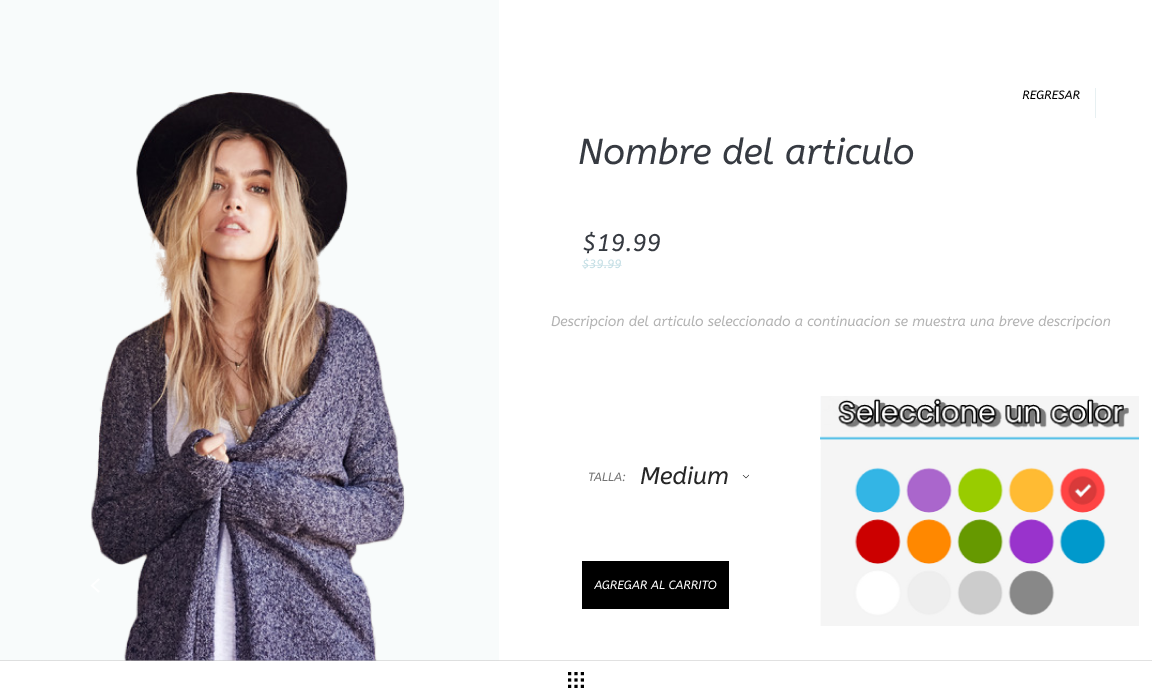 REGRESAR
Nombre del articulo
$19.99
$39.99
Descripcion del articulo seleccionado a continuacion se muestra una breve descripcion
Seleccione un color
TALLA: Medium
AGREGAR AL CARRITO